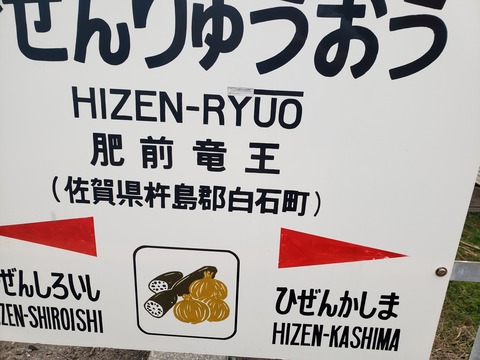 ぜんりゅうおう
HIZEN-RYŪŌ
肥前竜王
(佐賀県杵島郡白石町)
ぜんしろいし
ZEN-SHIROISHI
ひぜんかしま
HIZEN-KASHIMA